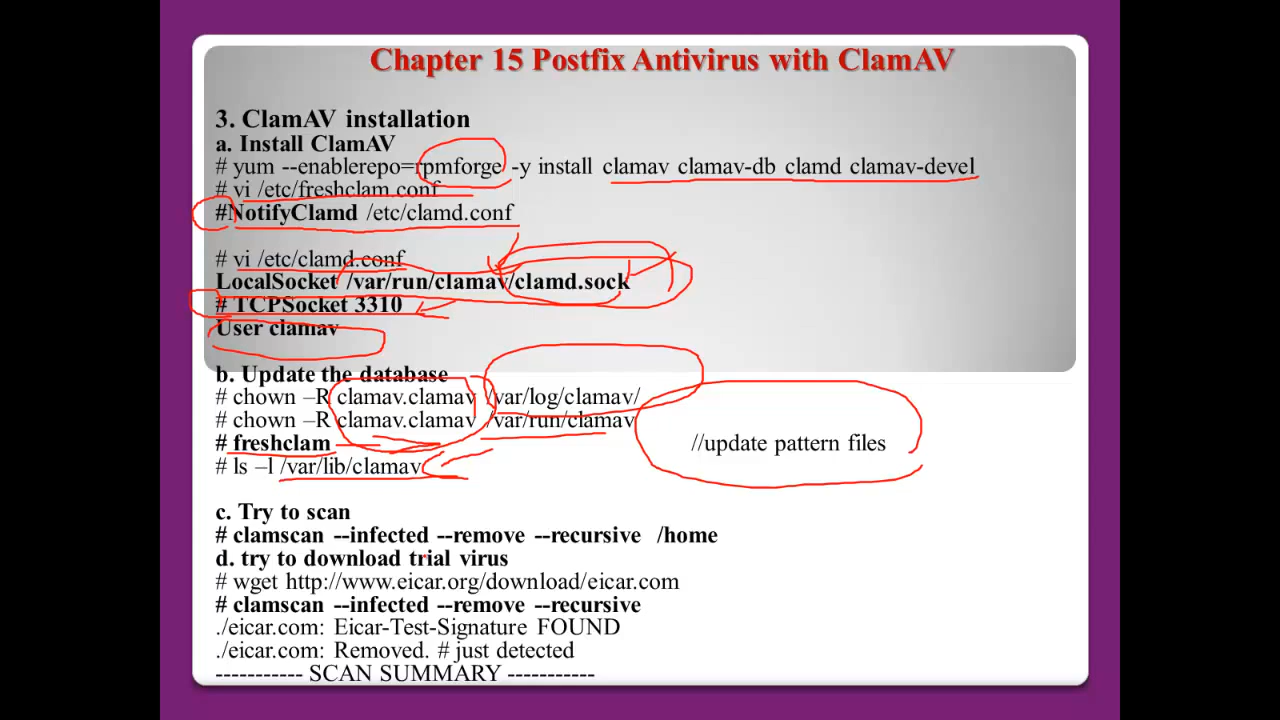 Chapter 15 Postfix Antivirus with ClamAV
3. ClamAV installation
a. Install ClamAV
# yum --enablerepo=rpmforge -y install clamav clamav-db clamd clamav-devel
# vi /etc/freshclam.conf
#NotifyClamd /etc/clamd.conf
# vi /etc/clamd.conf
LocalSocket /var/run/clamav/clamd.sock
# TCPSocket 3310
User clamav
b. Update the database
# chown –R clamav.clamav /var/log/clamav/
# chown –R clamav.clamav /var/run/clamav
# freshclam //update pattern files
# ls –l /var/lib/clamav
c. Try to scan
# clamscan --infected --remove --recursive /home
d. try to download trial virus
# wget http://www.eicar.org/download/eicar.com
# clamscan --infected --remove --recursive
./eicar.com: Eicar-Test-Signature FOUND
./eicar.com: Removed. # just detected
----------- SCAN SUMMARY -----------